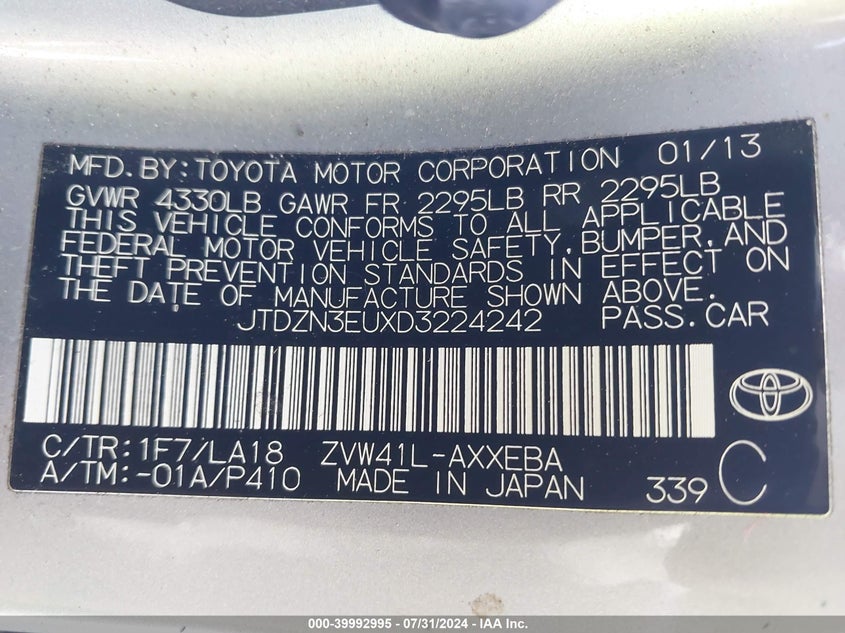 MFD.BY:TOYOTA MOTOR CORPORATION 01/13
GVWR 4330LB GAWR FR 2295LB RR 2295LB
THIS VEHICLE CONFORMS TO ALL APPLICABLE
FEDERAL MOTOR VEHICLE SAFETY,BUMPER,AND
THEFT PREVENTION STANDARDS IN EFFECT ON
THE DATE OF MANUFACTURE SHOWN ABOVE.
JTDZN3EUXD3224242 PASS.CAR
C/TR:1F7/LA18 ZVW41L-AXXEBA
A/TM:-01A/P410 MADE IN JAPAN 339 C
000-39992995 - 07/31/2024 - IAA Inc.